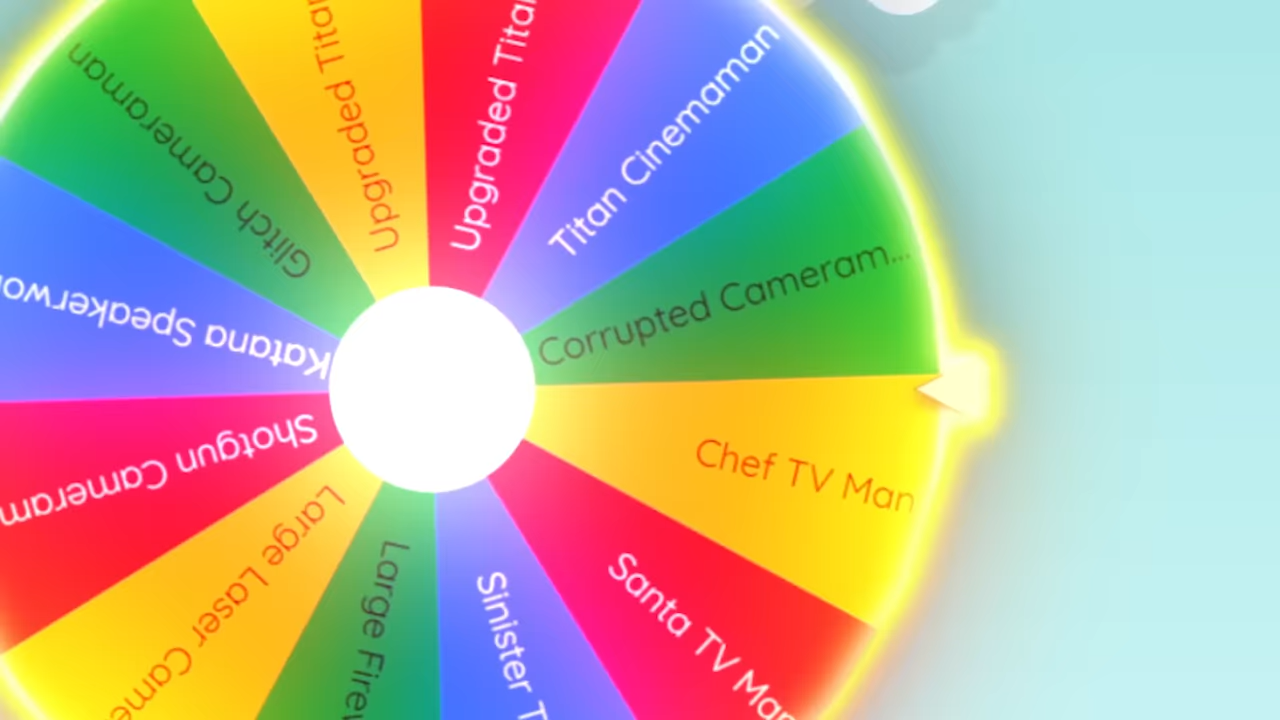 Glitch Cameraman
Upgraded Titan
Upgraded Titan
Titan Cinemaman
Corrupted Cameram...
Chef TV Man
Santa TV Man
Sinister T
Large Firew
Large Laser Came
Shotgun Cameram
Katana Speakerwo